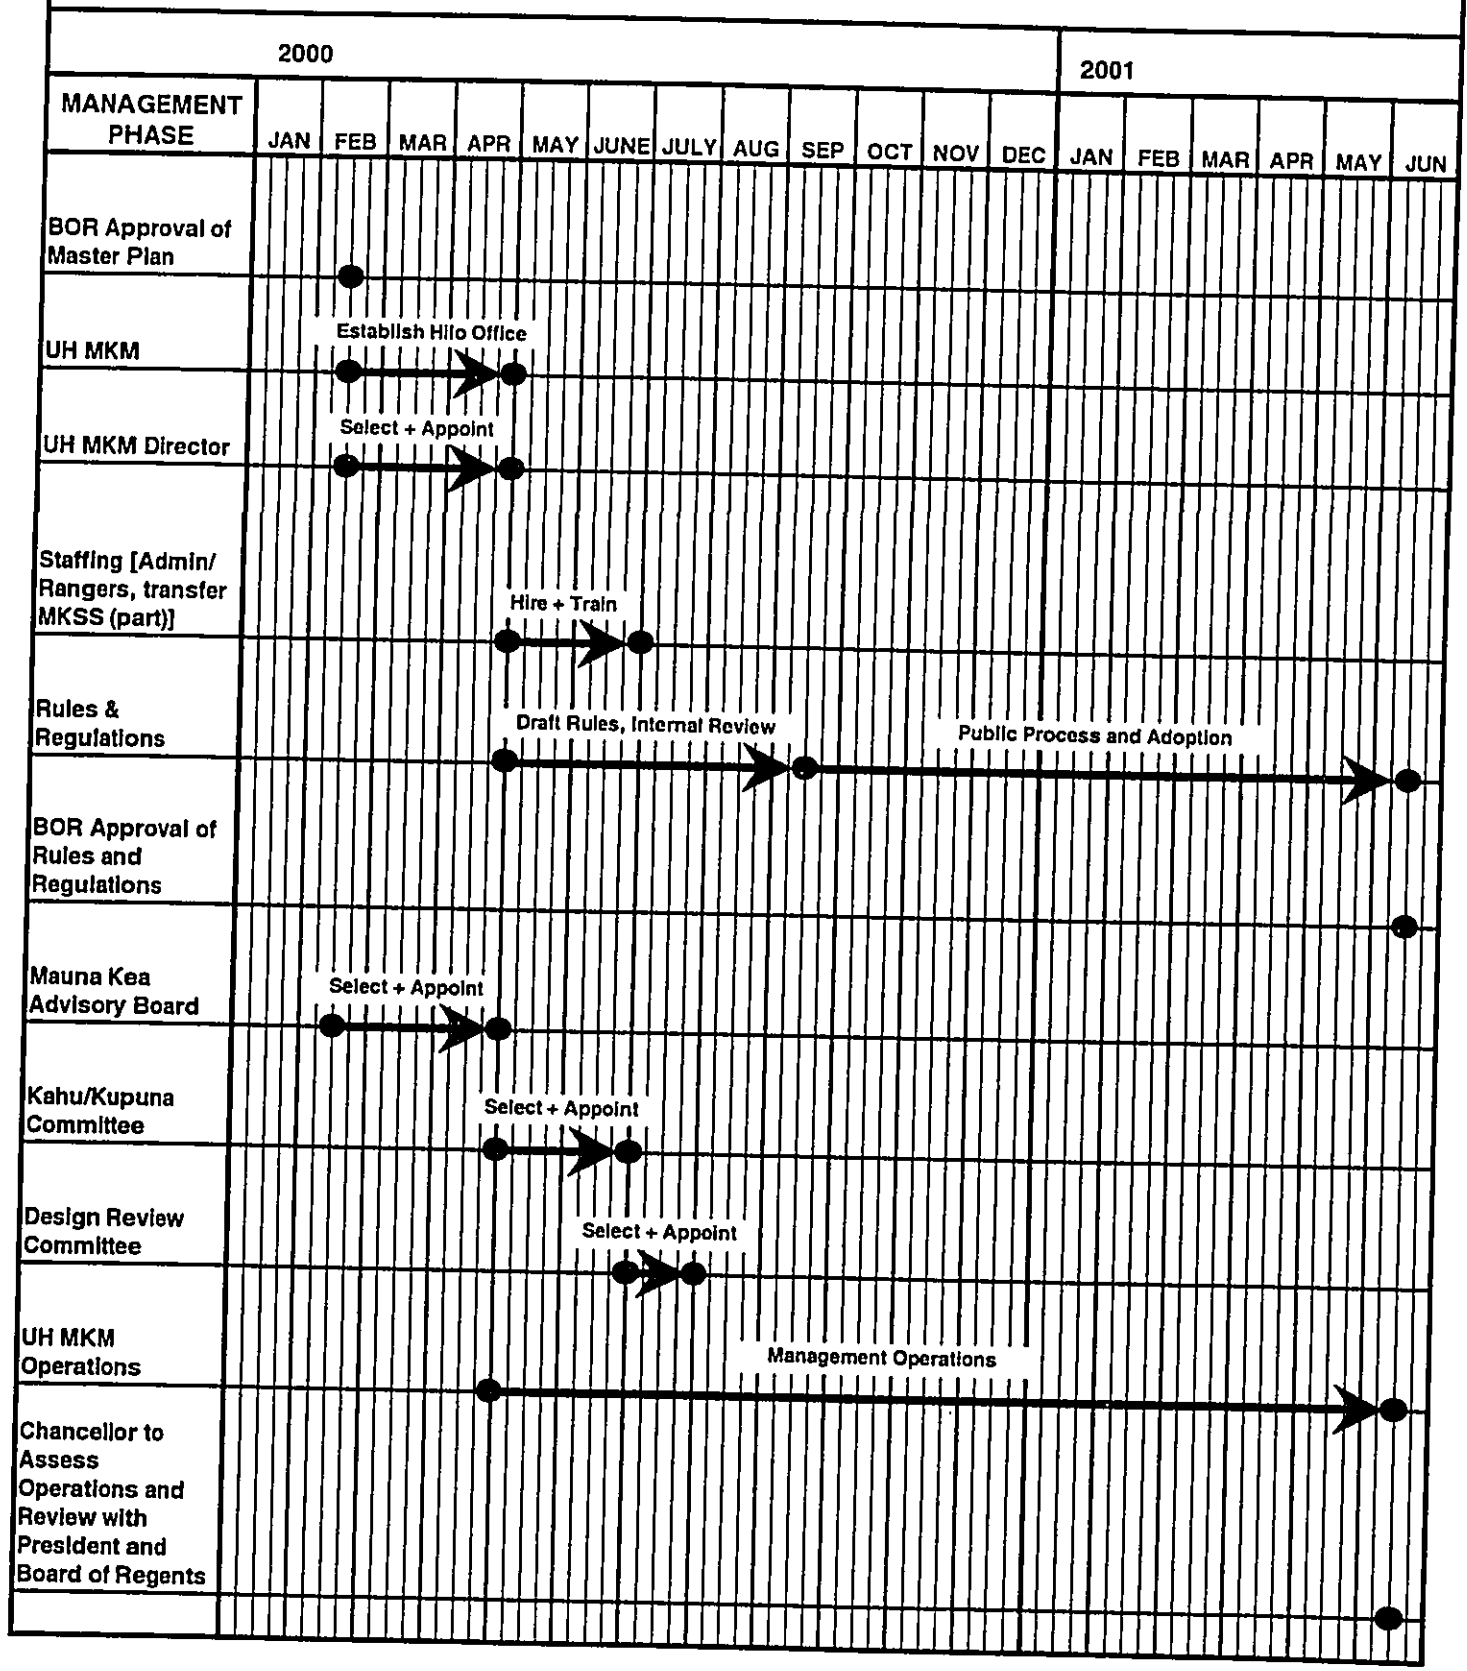 2000
2001
MANAGEMENT
PHASE
JAN FEB MAR APR MAY JUNE JULY AUG SEP OCT NOV DEC JAN FEB MAR APR MAY JUN
BOR Approval of
Master Plan
Establish Hilo Office
UH MKM
Select + Appoint
UH MKM Director
Staffing [Admin/
Rangers, transfer
MKSS (part)]
Hire + Train
Rules &
Regulations
Draft Rules, Internal Review
Public Process and Adoption
BOR Approval of
Rules and
Regulations
Mauna Kea
Advisory Board
Select + Appoint
Kahu/Kupuna
Committee
Select + Appoint
Design Review
Committee
Select + Appoint
UH MKM
Operations
Management Operations
Chancellor to
Assess
Operations and
Review with
President and
Board of Regents